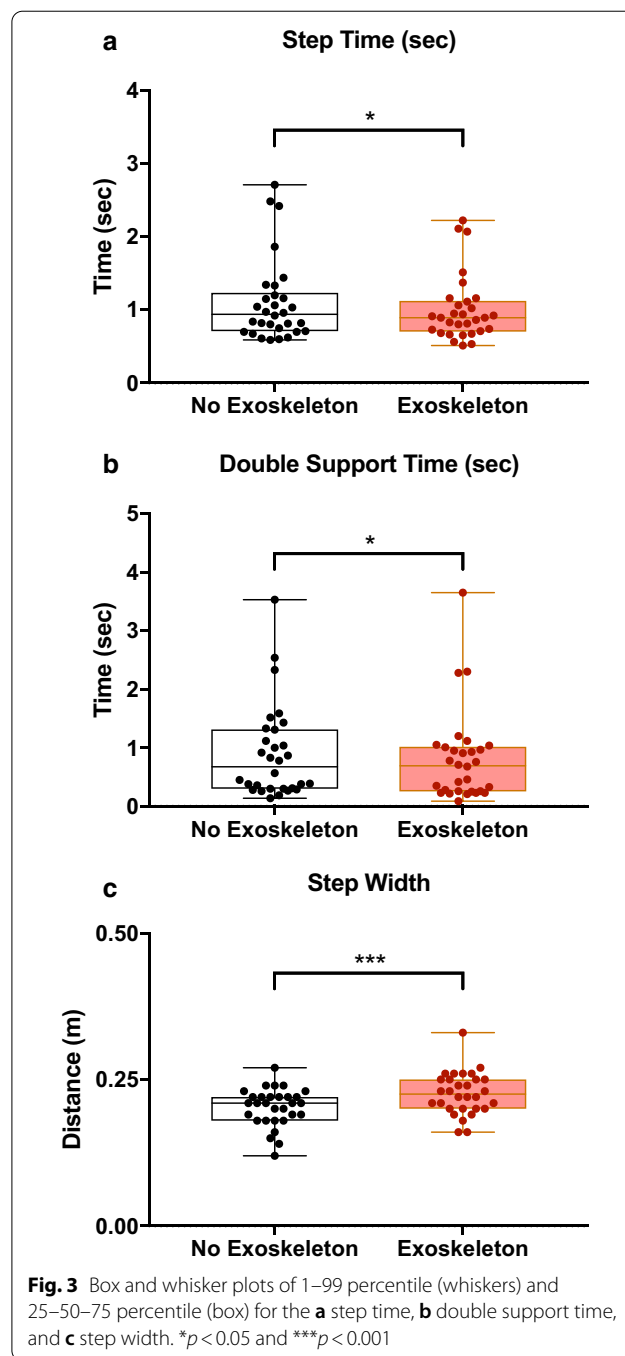 a Step Time (sec)
4
3
2
1
0
Time (sec)
*
No Exoskeleton Exoskeleton
b Double Support Time (sec)
5
4
3
2
1
0
Time (sec)
*
No Exoskeleton Exoskeleton
c Step Width
0.50
0.25
0.00
Distance (m)
***
No Exoskeleton Exoskeleton
Fig. 3 Box and whisker plots of 1–99 percentile (whiskers) and
25–50–75 percentile (box) for the a step time, b double support time,
and c step width. *p < 0.05 and ***p < 0.001